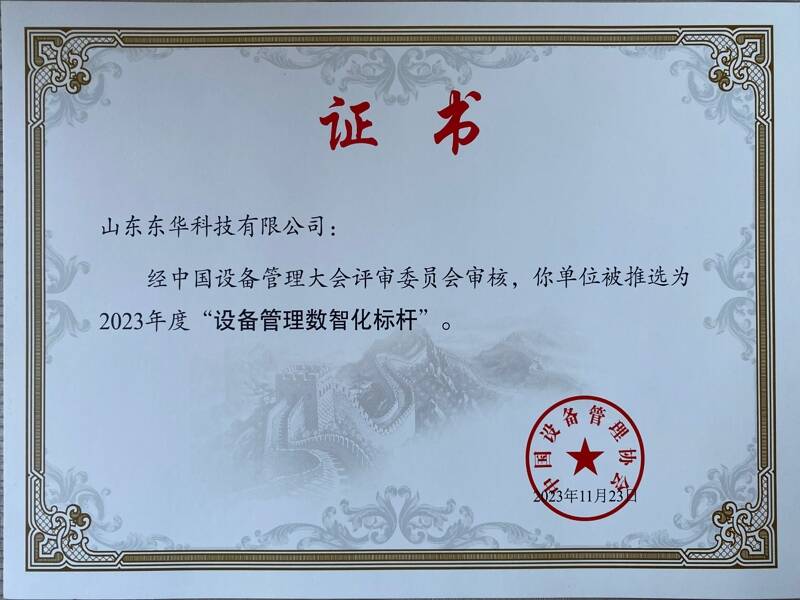 证书
山东东华科技有限公司：
经中国设备管理大会评审委员会审核，你单位被推选为
2023年度“设备管理数智化标杆”。
中国设备管理协会
2023年11月23日